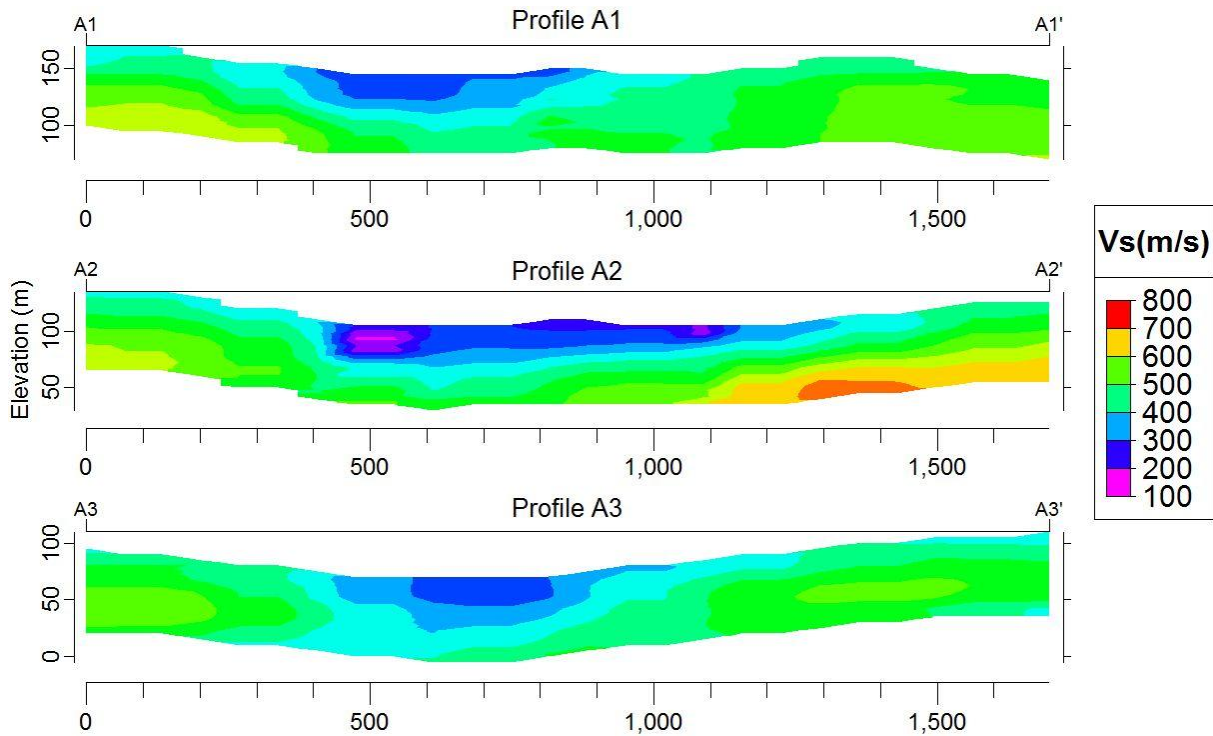 Profile A1
A1 A1'
150
100
0 500 1,000 1,500
Profile A2
A2 A2'
100
50
Elevation (m)
0 500 1,000 1,500
Profile A3
A3 A3'
100
50
0
0 500 1,000 1,500
Vs(m/s)
800
700
600
500
400
300
200
100